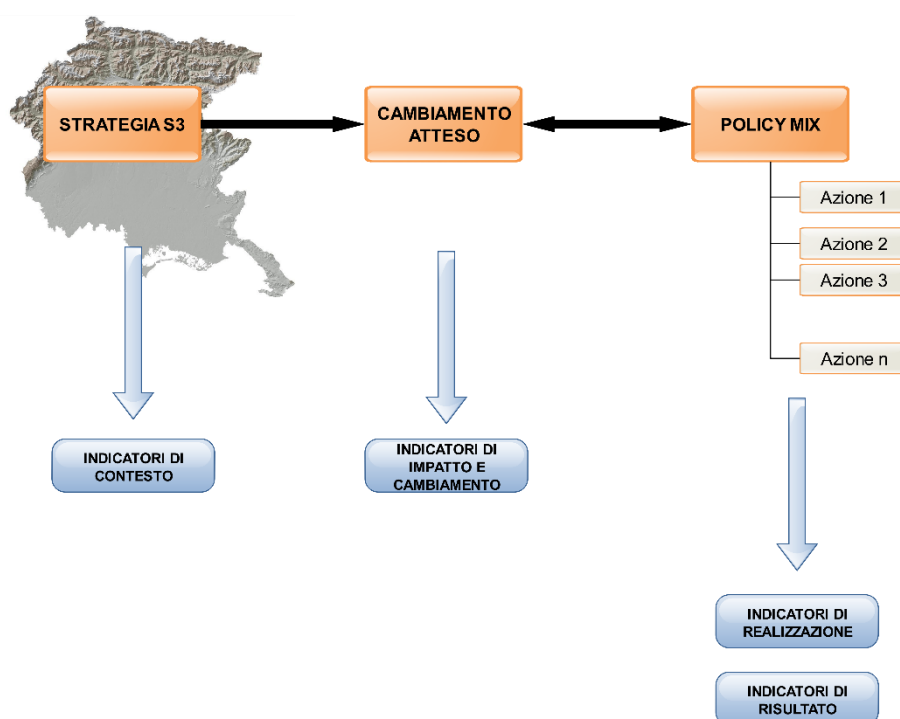 STRATEGIA S3
CAMBIAMENTO
ATTESO
POLICY MIX
Azione 1
Azione 2
Azione 3
Azione n
INDICATORI DI
CONTESTO
INDICATORI DI
IMPATTO E
CAMBIAMENTO
INDICATORI DI
REALIZZAZIONE
INDICATORI DI
RISULTATO